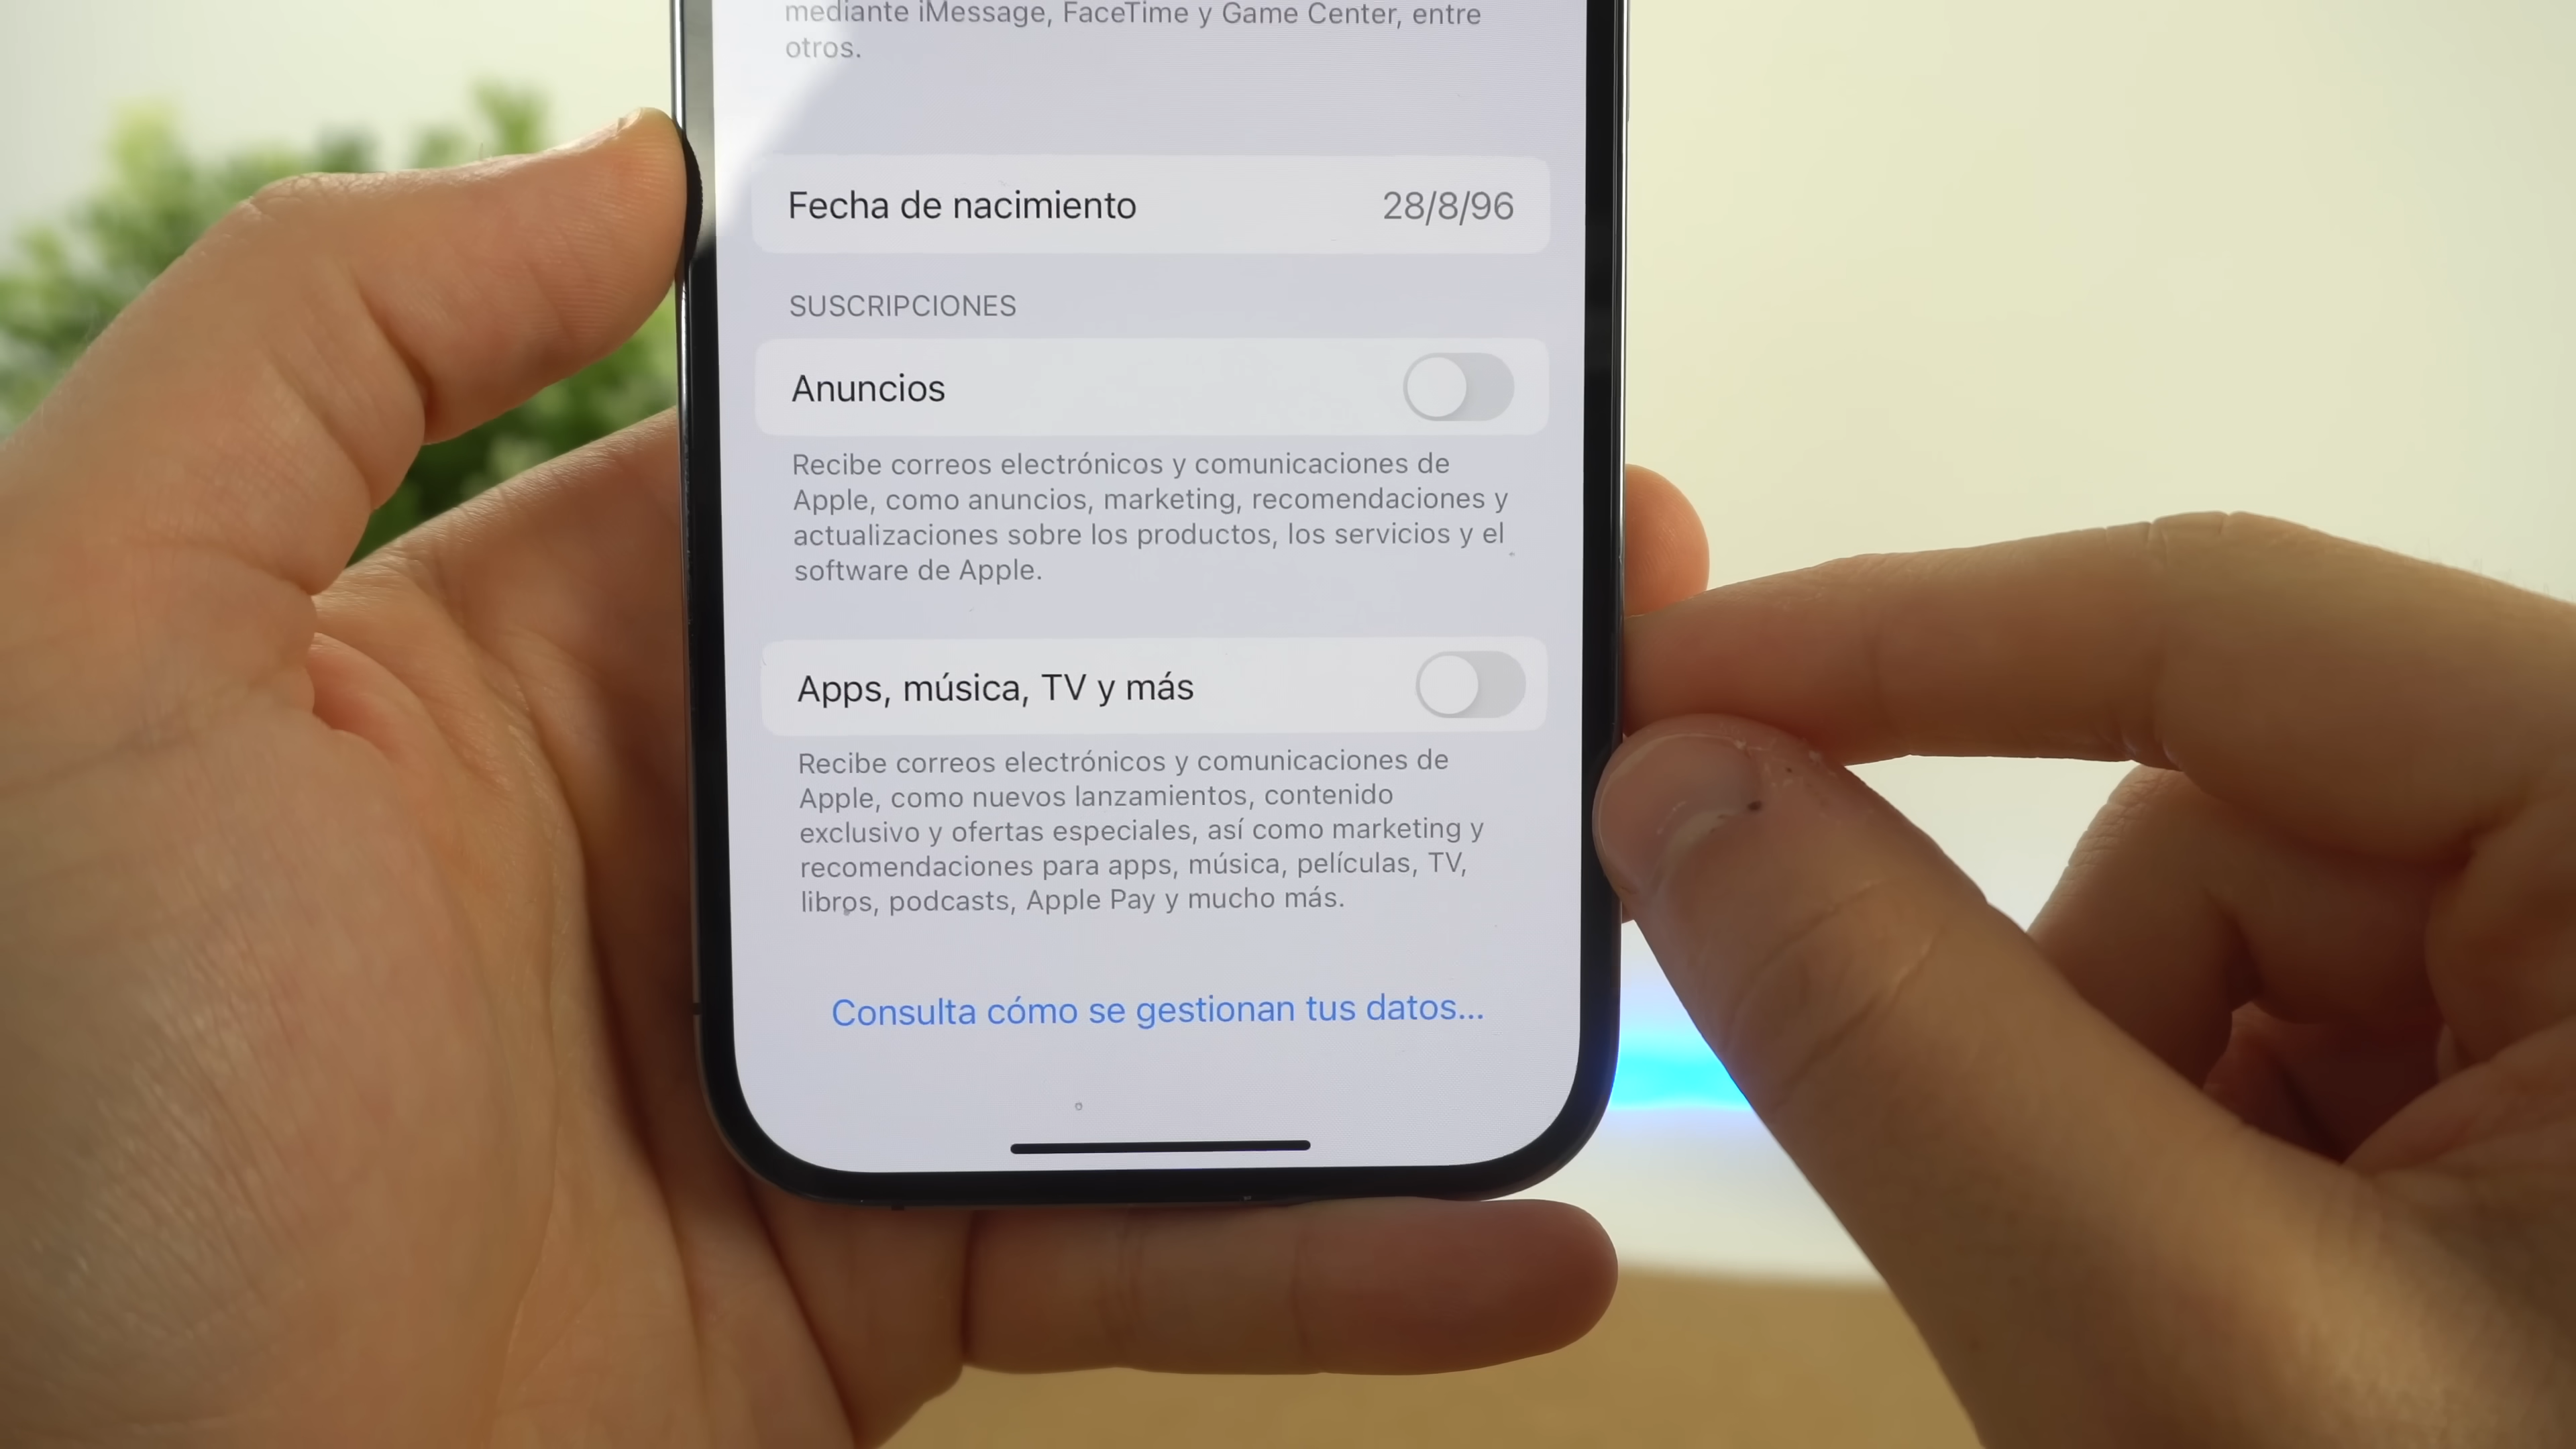 mediante iMessage, FaceTime y Game Center, entre
otros.
Fecha de nacimiento 28/8/96
SUSCRIPCIONES
Anuncios
Recibe correos electrónicos y comunicaciones de
Apple, como anuncios, marketing, recomendaciones y
actualizaciones sobre los productos, los servicios y el
software de Apple.
Apps, música, TV y más
Recibe correos electrónicos y comunicaciones de
Apple, como nuevos lanzamientos, contenido
exclusivo y ofertas especiales, así como marketing y
recomendaciones para apps, música, películas, TV,
libros, podcasts, Apple Pay y mucho más.
Consulta cómo se gestionan tus datos...